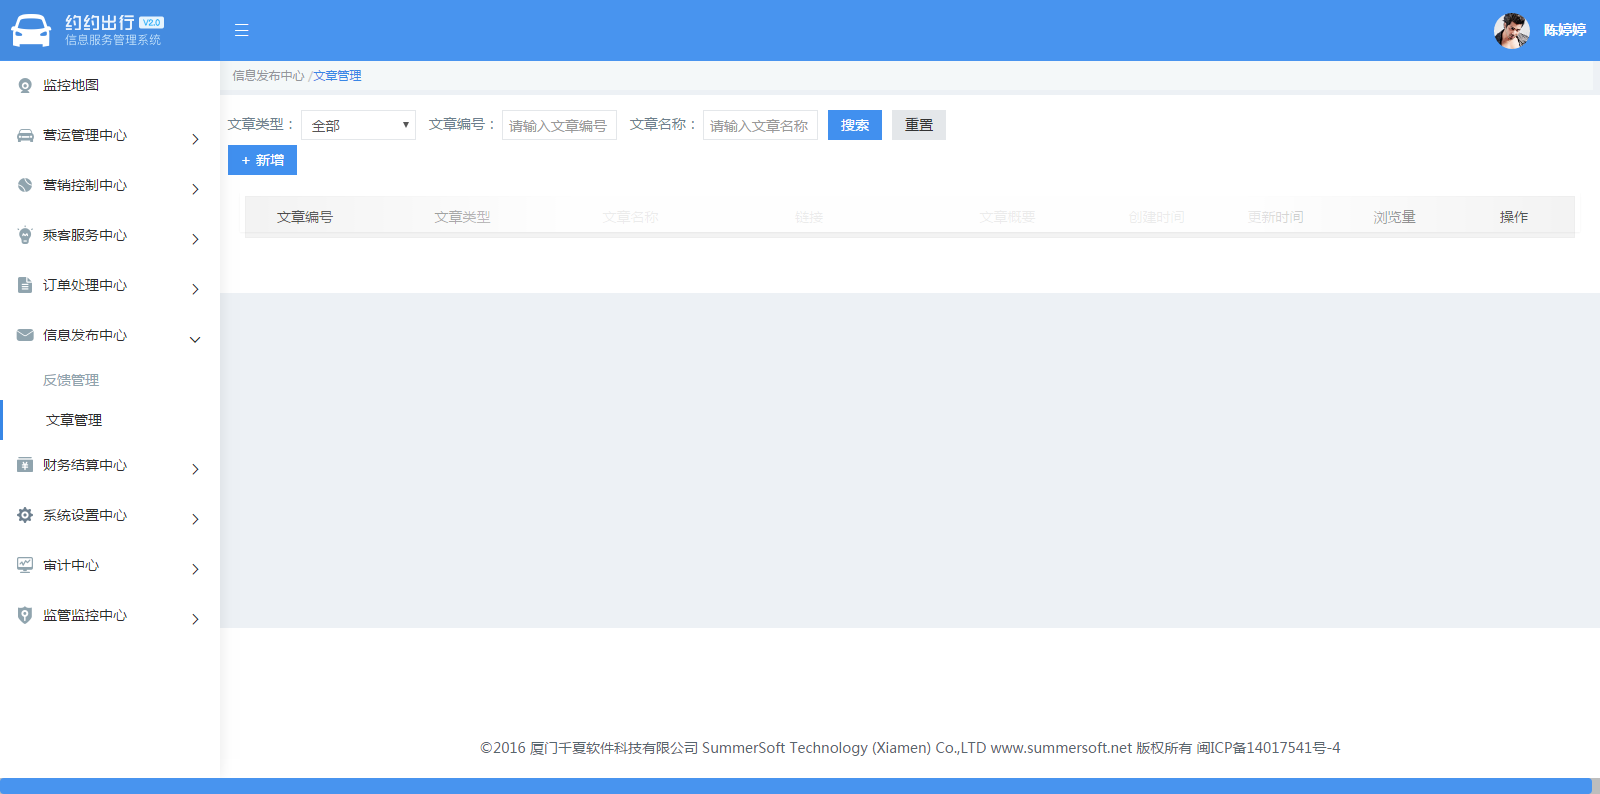 约约出行 V2.0
信息服务管理系统
陈婷婷
信息发布中心 /文章管理
监控地图
营运管理中心
营销控制中心
乘客服务中心
订单处理中心
信息发布中心
反馈管理
文章管理
财务结算中心
系统设置中心
审计中心
监管监控中心
文章类型： 全部 文章编号： 请输入文章编号 文章名称： 请输入文章名称 搜索 重置
+ 新增
文章编号 文章类型 文章名称 链接 文章概要 创建时间 更新时间 浏览量 操作
©2016 厦门千夏软件科技有限公司 SummerSoft Technology (Xiamen) Co.,LTD www.summersoft.net 版权所有 闽ICP备14017541号-4